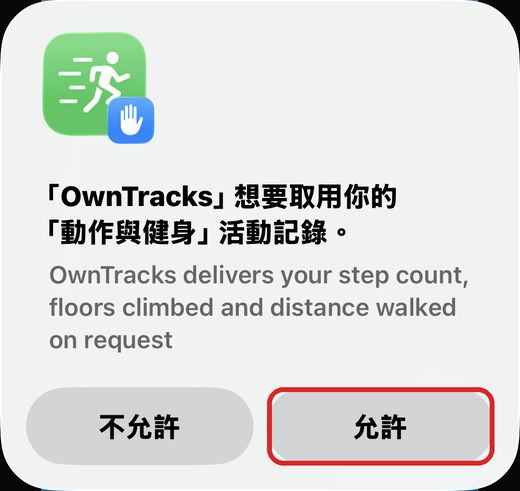 「OwnTracks」想要取用你的
「動作與健身」活動記錄。
OwnTracks delivers your step count,
floors climbed and distance walked
on request
不允許
允許